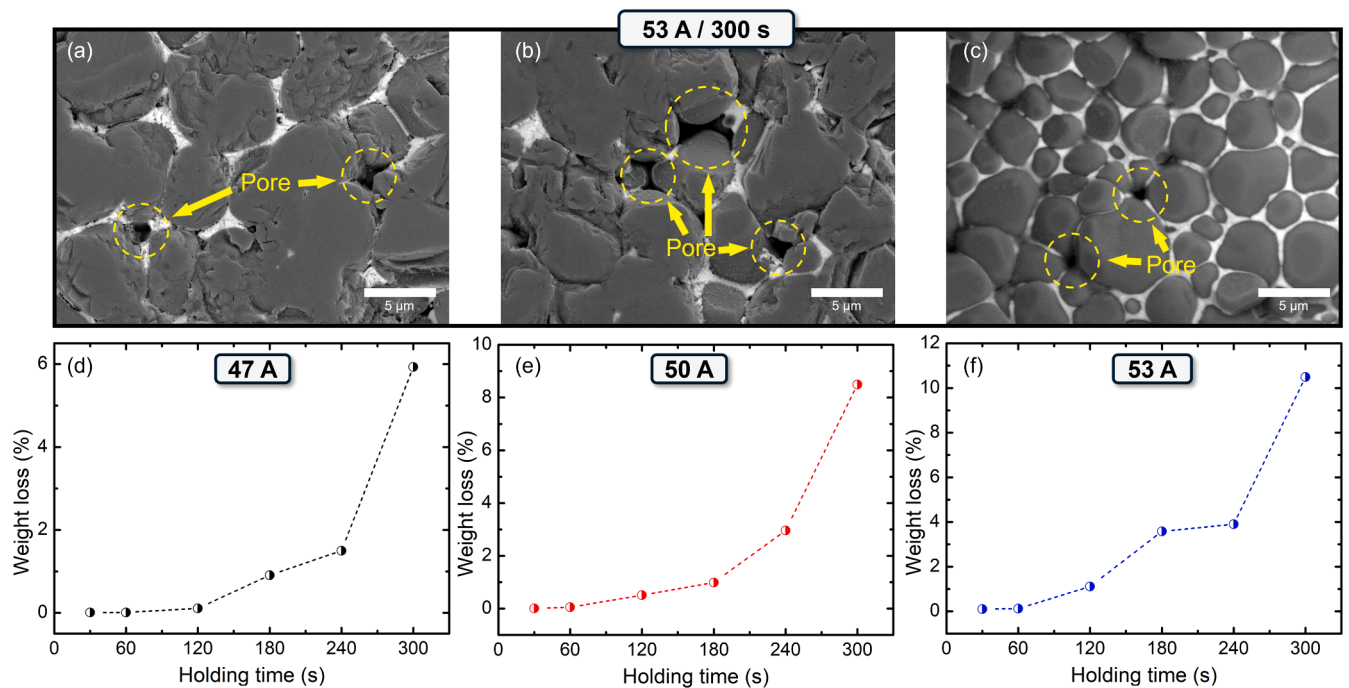 53 A / 300 s
(a)
Pore
5 μm
(b)
Pore
5 μm
(c)
Pore
5 μm
(d)
47 A
Weight loss (%)
6
4
2
0
0
60
120
180
240
300
Holding time (s)
(e)
50 A
Weight loss (%)
10
8
6
4
2
0
0
60
120
180
240
300
Holding time (s)
(f)
53 A
Weight loss (%)
12
10
8
6
4
2
0
0
60
120
180
240
300
Holding time (s)